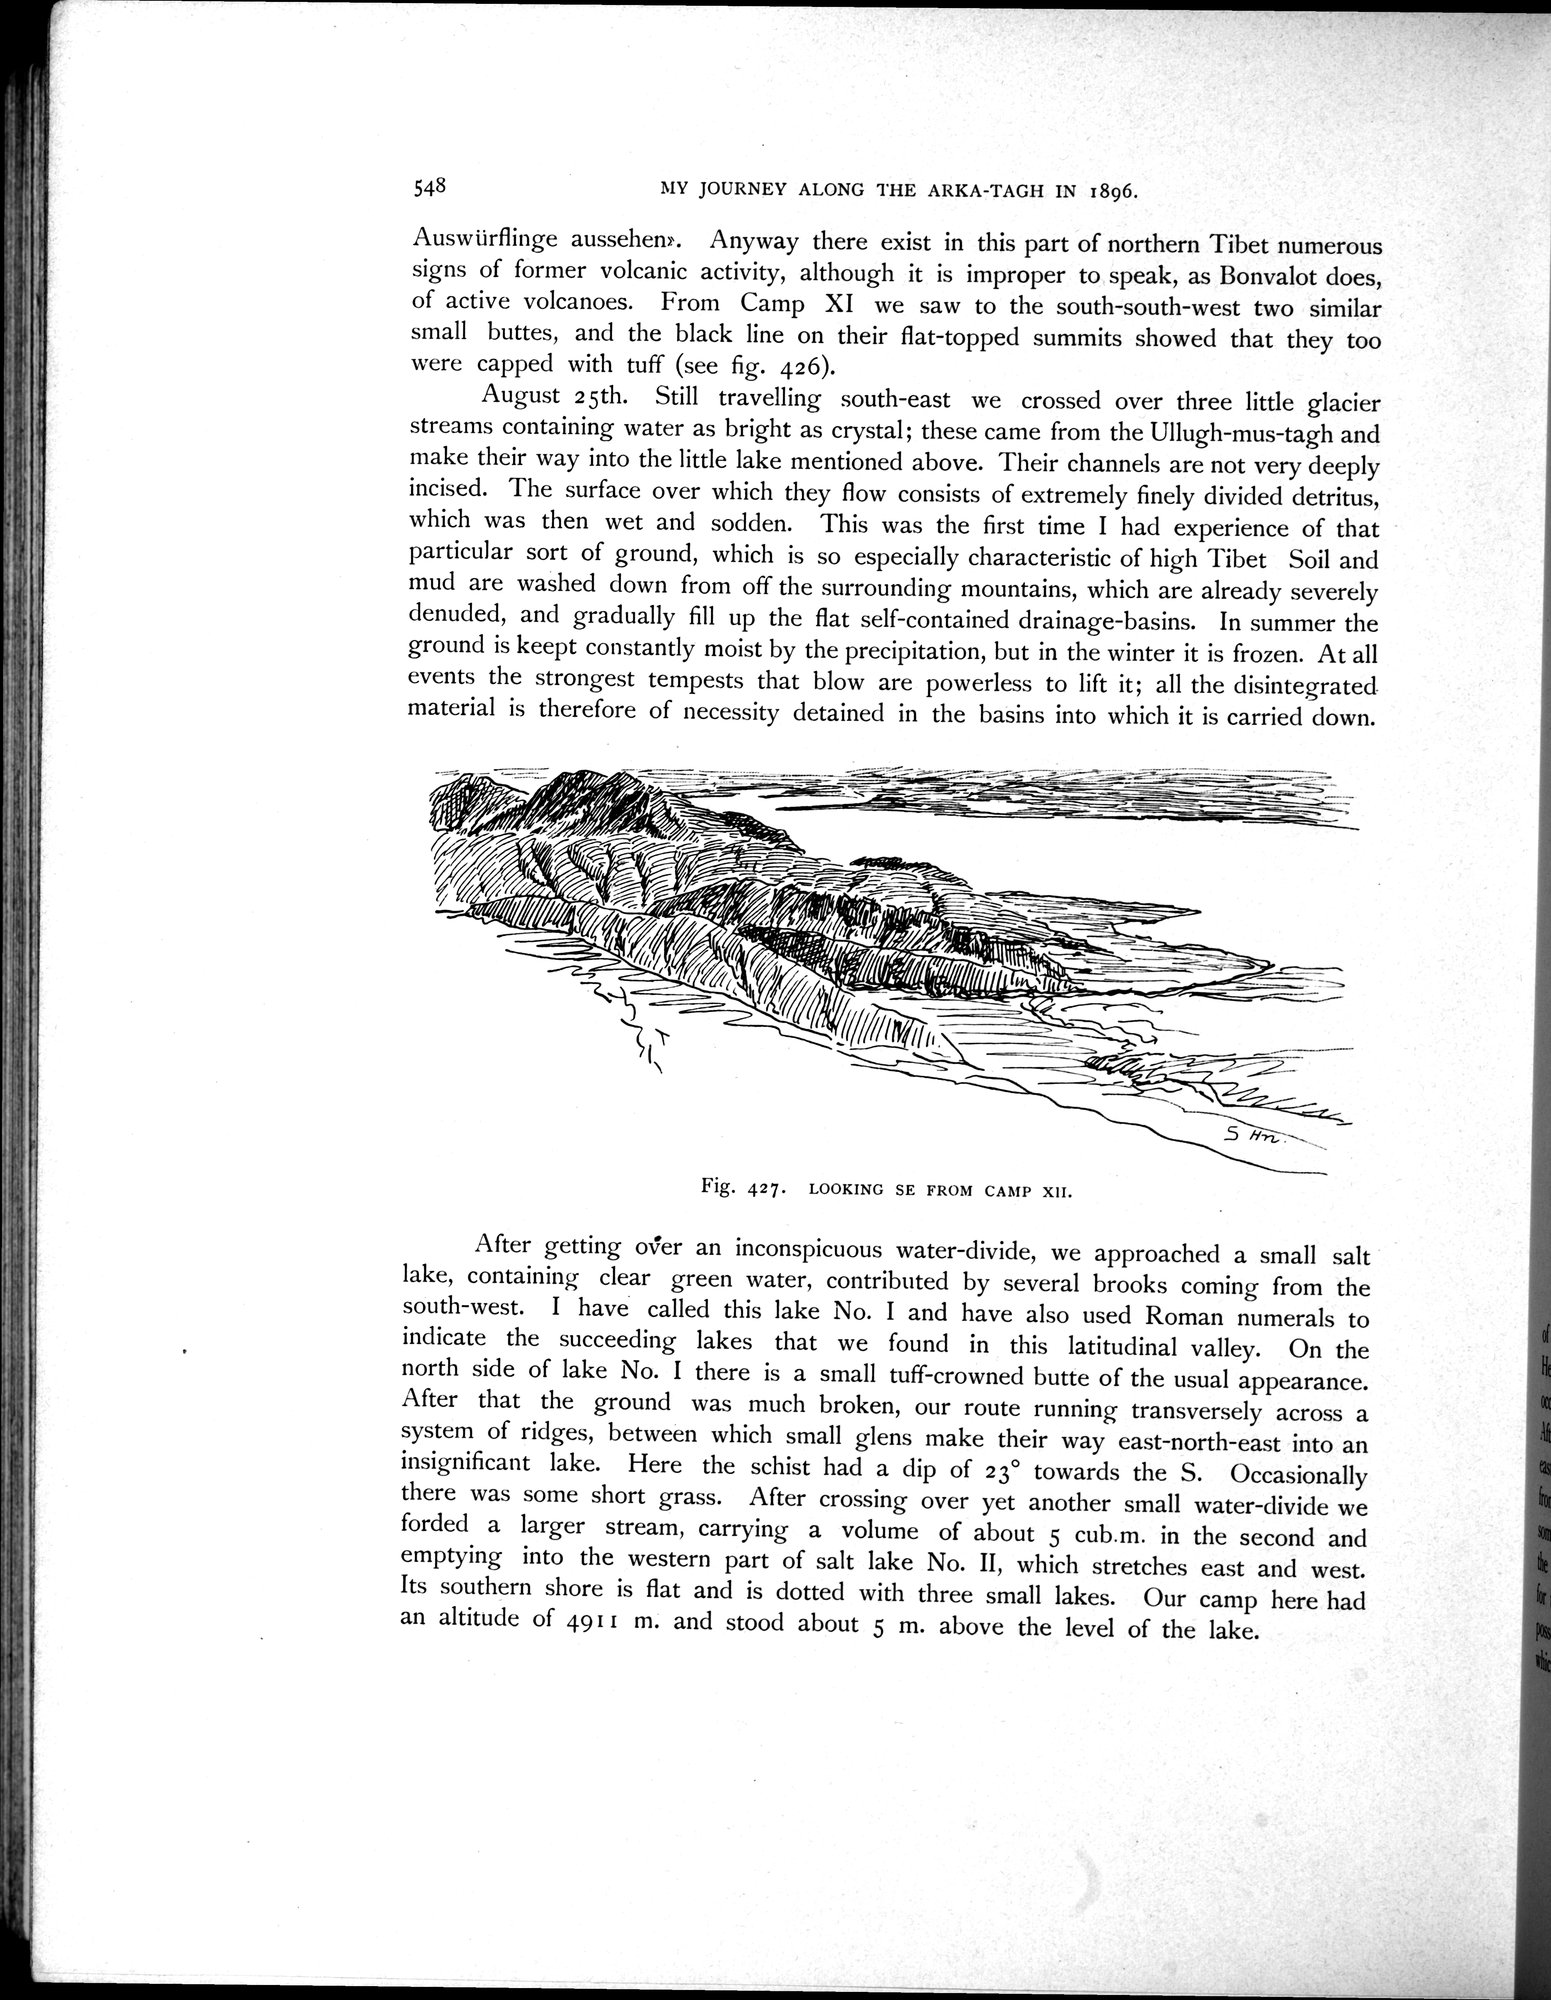 548
MY JOURNEY ALONG THE ARKA-TAGH IN 1896.
Auswürflinge aussehen». Anyway there exist in this part of northern Tibet numerous
signs of former volcanic activity, although it is improper to speak, as Bonvalot does,
of active volcanoes. From Camp XI we saw to the south-south-west two similar
small buttes, and the black line on their flat-topped summits showed that they too
were capped with tuff (see fig. 426).
August 25th. Still travelling south-east we crossed over three little glacier
streams containing water as bright as crystal; these came from the Ullugh-mus-tagh and
make their way into the little lake mentioned above. Their channels are not very deeply
incised. The surface over which they flow consists of extremely finely divided detritus,
which was then wet and sodden. This was the first time I had experience of that
particular sort of ground, which is so especially characteristic of high Tibet Soil and
mud are washed down from off the surrounding mountains, which are already severely
denuded, and gradually fill up the flat self-contained drainage-basins. In summer the
ground is keept constantly moist by the precipitation, but in the winter it is frozen. At all
events the strongest tempests that blow are powerless to lift it; all the disintegrated
material is therefore of necessity detained in the basins into which it is carried down.
S Hn.
Fig. 427. LOOKING SE FROM CAMP XII.
After getting over an inconspicuous water-divide, we approached a small salt
lake, containing clear green water, contributed by several brooks coming from the
south-west. I have called this lake No. I and have also used Roman numerals to
indicate the succeeding lakes that we found in this latitudinal valley. On the
north side of lake No. I there is a small tuff-crowned butte of the usual appearance.
After that the ground was much broken, our route running transversely across a
system of ridges, between which small glens make their way east-north-east into an
insignificant lake. Here the schist had a dip of 23° towards the S. Occasionally
there was some short grass. After crossing over yet another small water-divide we
forded a larger stream, carrying a volume of about 5 cub.m. in the second and
emptying into the western part of salt lake No. II, which stretches east and west.
Its southern shore is flat and is dotted with three small lakes. Our camp here had
an altitude of 4911 m. and stood about 5 m. above the level of the lake.